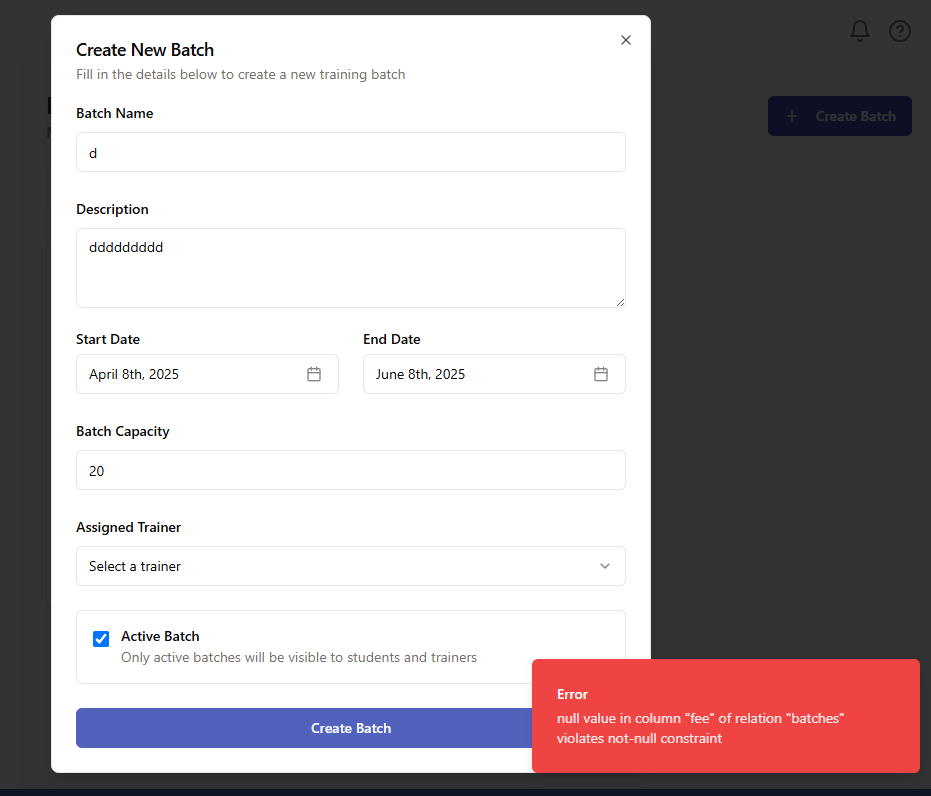 Create New Batch
Fill in the details below to create a new training batch
Create Batch
Batch Name
d
Description
ddddddddd
Start Date
End Date
April 8th, 2025
June 8th, 2025
Batch Capacity
20
Assigned Trainer
Select a trainer
Active Batch
Only active batches will be visible to students and trainers
Create Batch
Error
null value in column "fee" of relation "batches"
violates not-null constraint